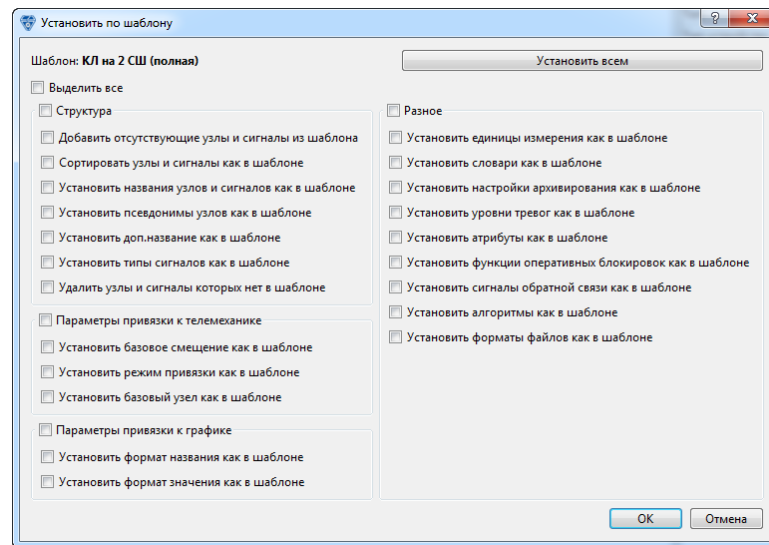 Установить по шаблону
Шаблон: КЛ на 2 СШ (полная)
Установить всем
Выделить все
Структура
Добавить отсутствующие узлы и сигналы из шаблона
Сортировать узлы и сигналы как в шаблоне
Установить названия узлов и сигналов как в шаблоне
Установить псевдонимы узлов как в шаблоне
Установить доп.название как в шаблоне
Установить типы сигналов как в шаблоне
Удалить узлы и сигналы которых нет в шаблоне
Параметры привязки к телемеханике
Установить базовое смещение как в шаблоне
Установить режим привязки как в шаблоне
Установить базовый узел как в шаблоне
Параметры привязки к графике
Установить формат названия как в шаблоне
Установить формат значения как в шаблоне
Разное
Установить единицы измерения как в шаблоне
Установить словари как в шаблоне
Установить настройки архивирования как в шаблоне
Установить уровни тревог как в шаблоне
Установить атрибуты как в шаблоне
Установить функции оперативных блокировок как в шаблоне
Установить сигналы обратной связи как в шаблоне
Установить алгоритмы как в шаблоне
Установить форматы файлов как в шаблоне
OK
Отмена